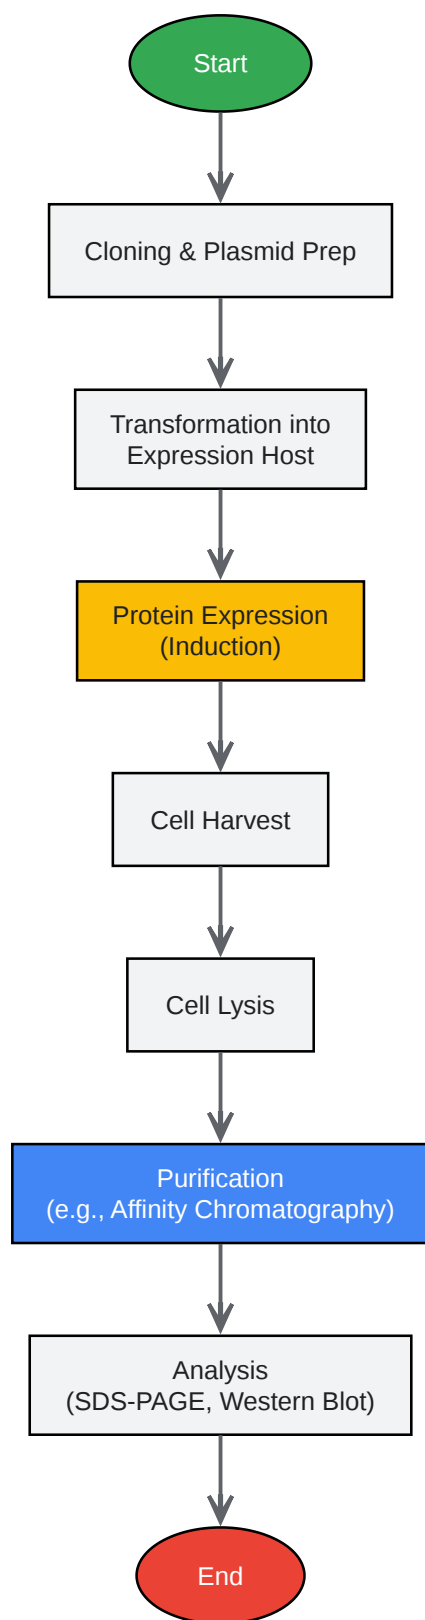 Start
Cloning & Plasmid Prep
Transformation into
Expression Host
Protein Expression
(Induction)
Cell Harvest
Cell Lysis
Purification
(e.g., Affinity Chromatography)
Analysis
(SDS-PAGE, Western Blot)
End